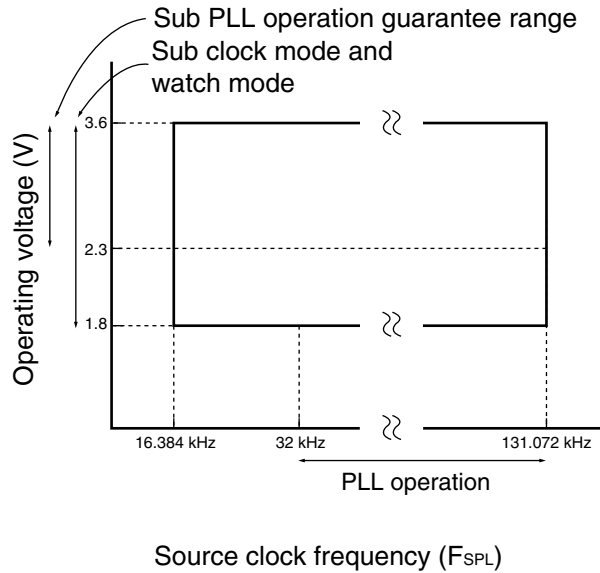 Sub PLL operation guarantee range
Sub clock mode and
watch mode
Operating voltage (V)
3.6
2.3
1.8
16.384 kHz
32 kHz
131.072 kHz
PLL operation
Source clock frequency (FSPL)